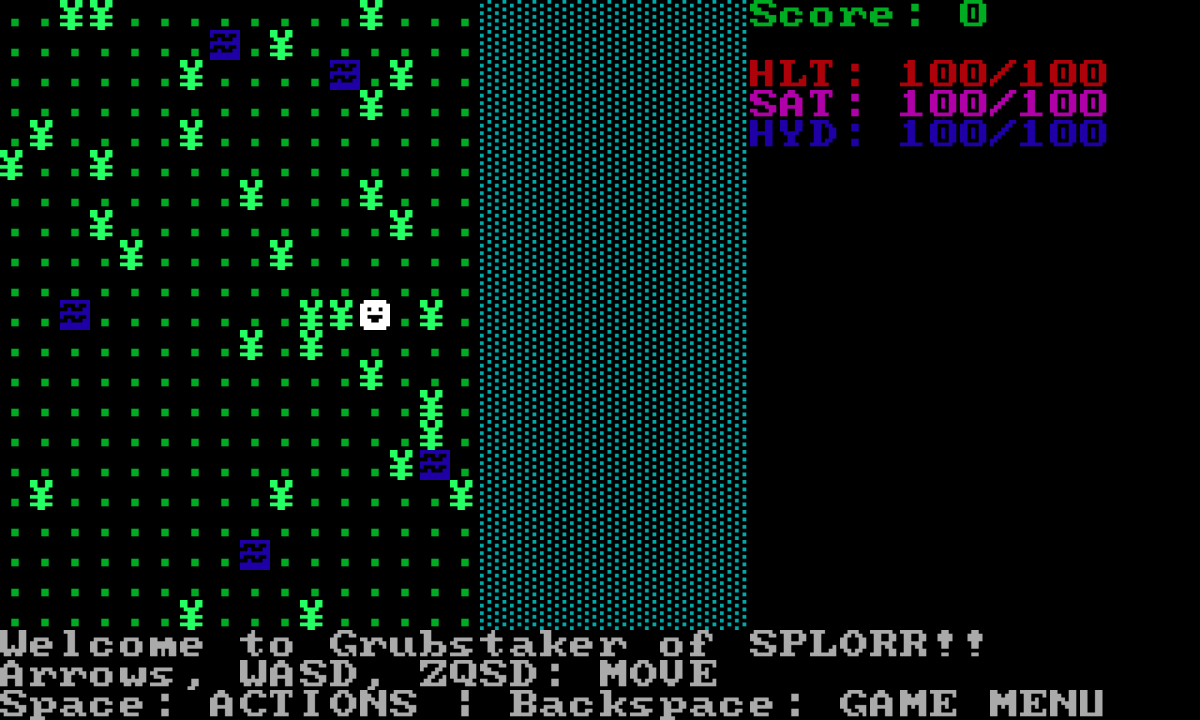 Score: 0
HLT: 100/100
SAT: 100/100
HYD: 100/100
Welcome to Grubstaker of SPLORR!!
Arrows, WASD, ZQSD: MOVE
Space: ACTIONS | Backspace: GAME MENU